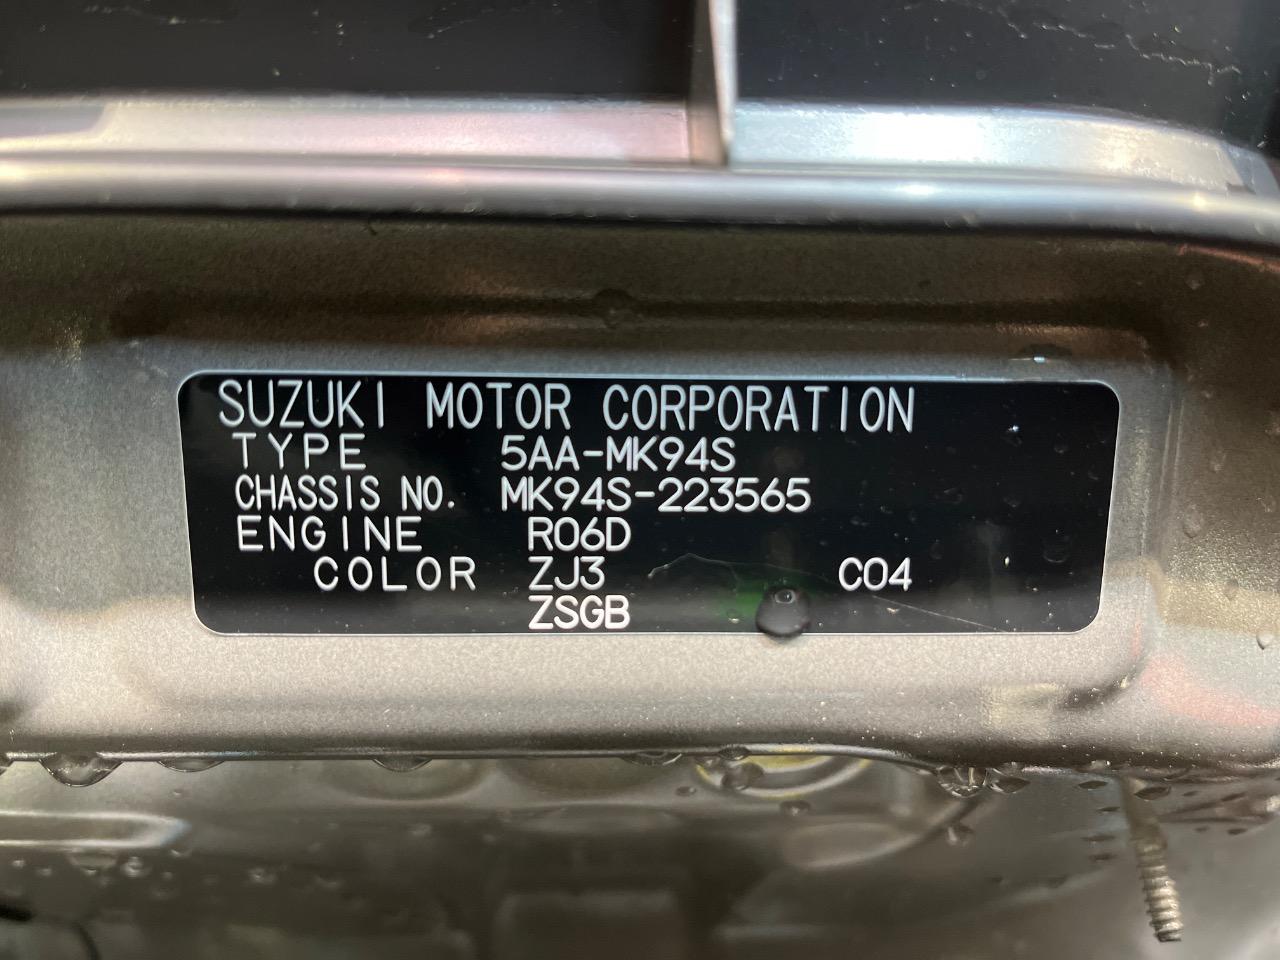 SUZUKI MOTOR CORPORATION
TYPE 5AA-MK94S
CHASSIS NO. MK94S-223565
ENGINE R06D
COLOR ZJ3 C04
ZSGB